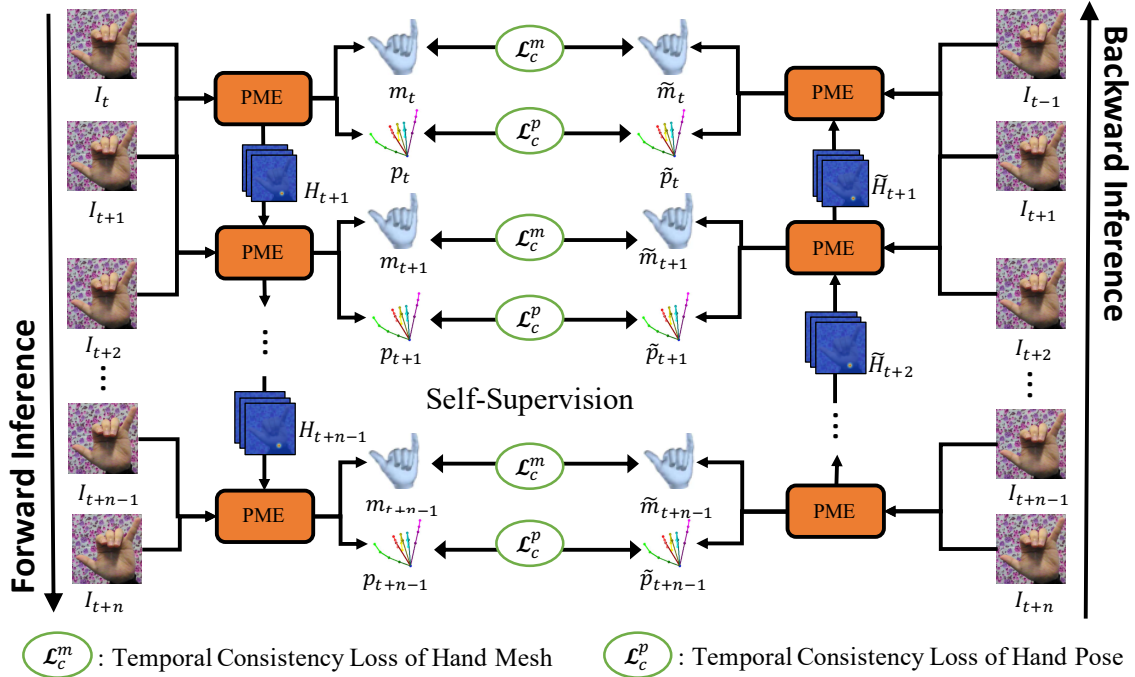 Forward Inference
Backward Inference
I_t
I_{t+1}
I_{t+2}
⋮
I_{t+n−1}
I_{t+n}
PME
H_{t+1}
PME
⋮
H_{t+n−1}
PME
m_t
p_t
m_{t+1}
p_{t+1}
m_{t+n−1}
p_{t+n−1}
ℒ_c^m
ℒ_c^p
ℒ_c^m
ℒ_c^p
Self-Supervision
ℒ_c^m
ℒ_c^p
m̃_t
p̃_t
m̃_{t+1}
p̃_{t+1}
m̃_{t+n−1}
p̃_{t+n−1}
PME
H̃_{t+1}
PME
H̃_{t+2}
⋮
PME
I_{t−1}
I_{t+1}
I_{t+2}
⋮
I_{t+n−1}
I_{t+n}
ℒ_c^m : Temporal Consistency Loss of Hand Mesh
ℒ_c^p : Temporal Consistency Loss of Hand Pose